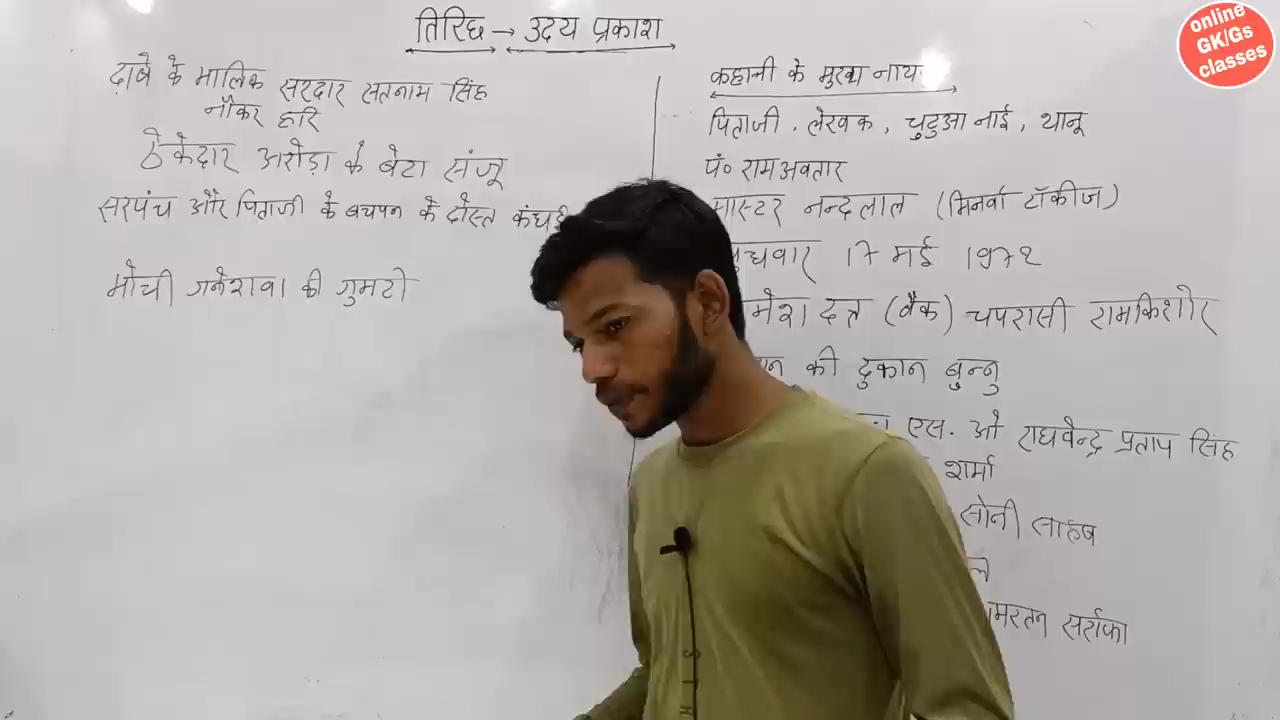 तिरिछ → उदय प्रकाश
online
GK/Gs
classes
ढाबे के मालिक सरदार सतनाम सिंह
नौकर हरि
ठेकेदार अरोड़ा के बेटा संजू
सरपंच और पिताजी के बचपन के दोस्त
मोची गनेशवा की गुमटी
कहानी के मुख्य
पिताजी, लेखक, चुटुआ नाई, थानू
पं० रामअवतार
मास्टर नन्दलाल (मिनर्वा टॉकीज)
17 मई 1972
दत्त (बैंक) चपरासी रामकिशोर
की दुकान बुन्नु
एस. ओ राघवेन्द्र प्रताप सिंह
शर्मा
सोनी साहब
सर्राफा